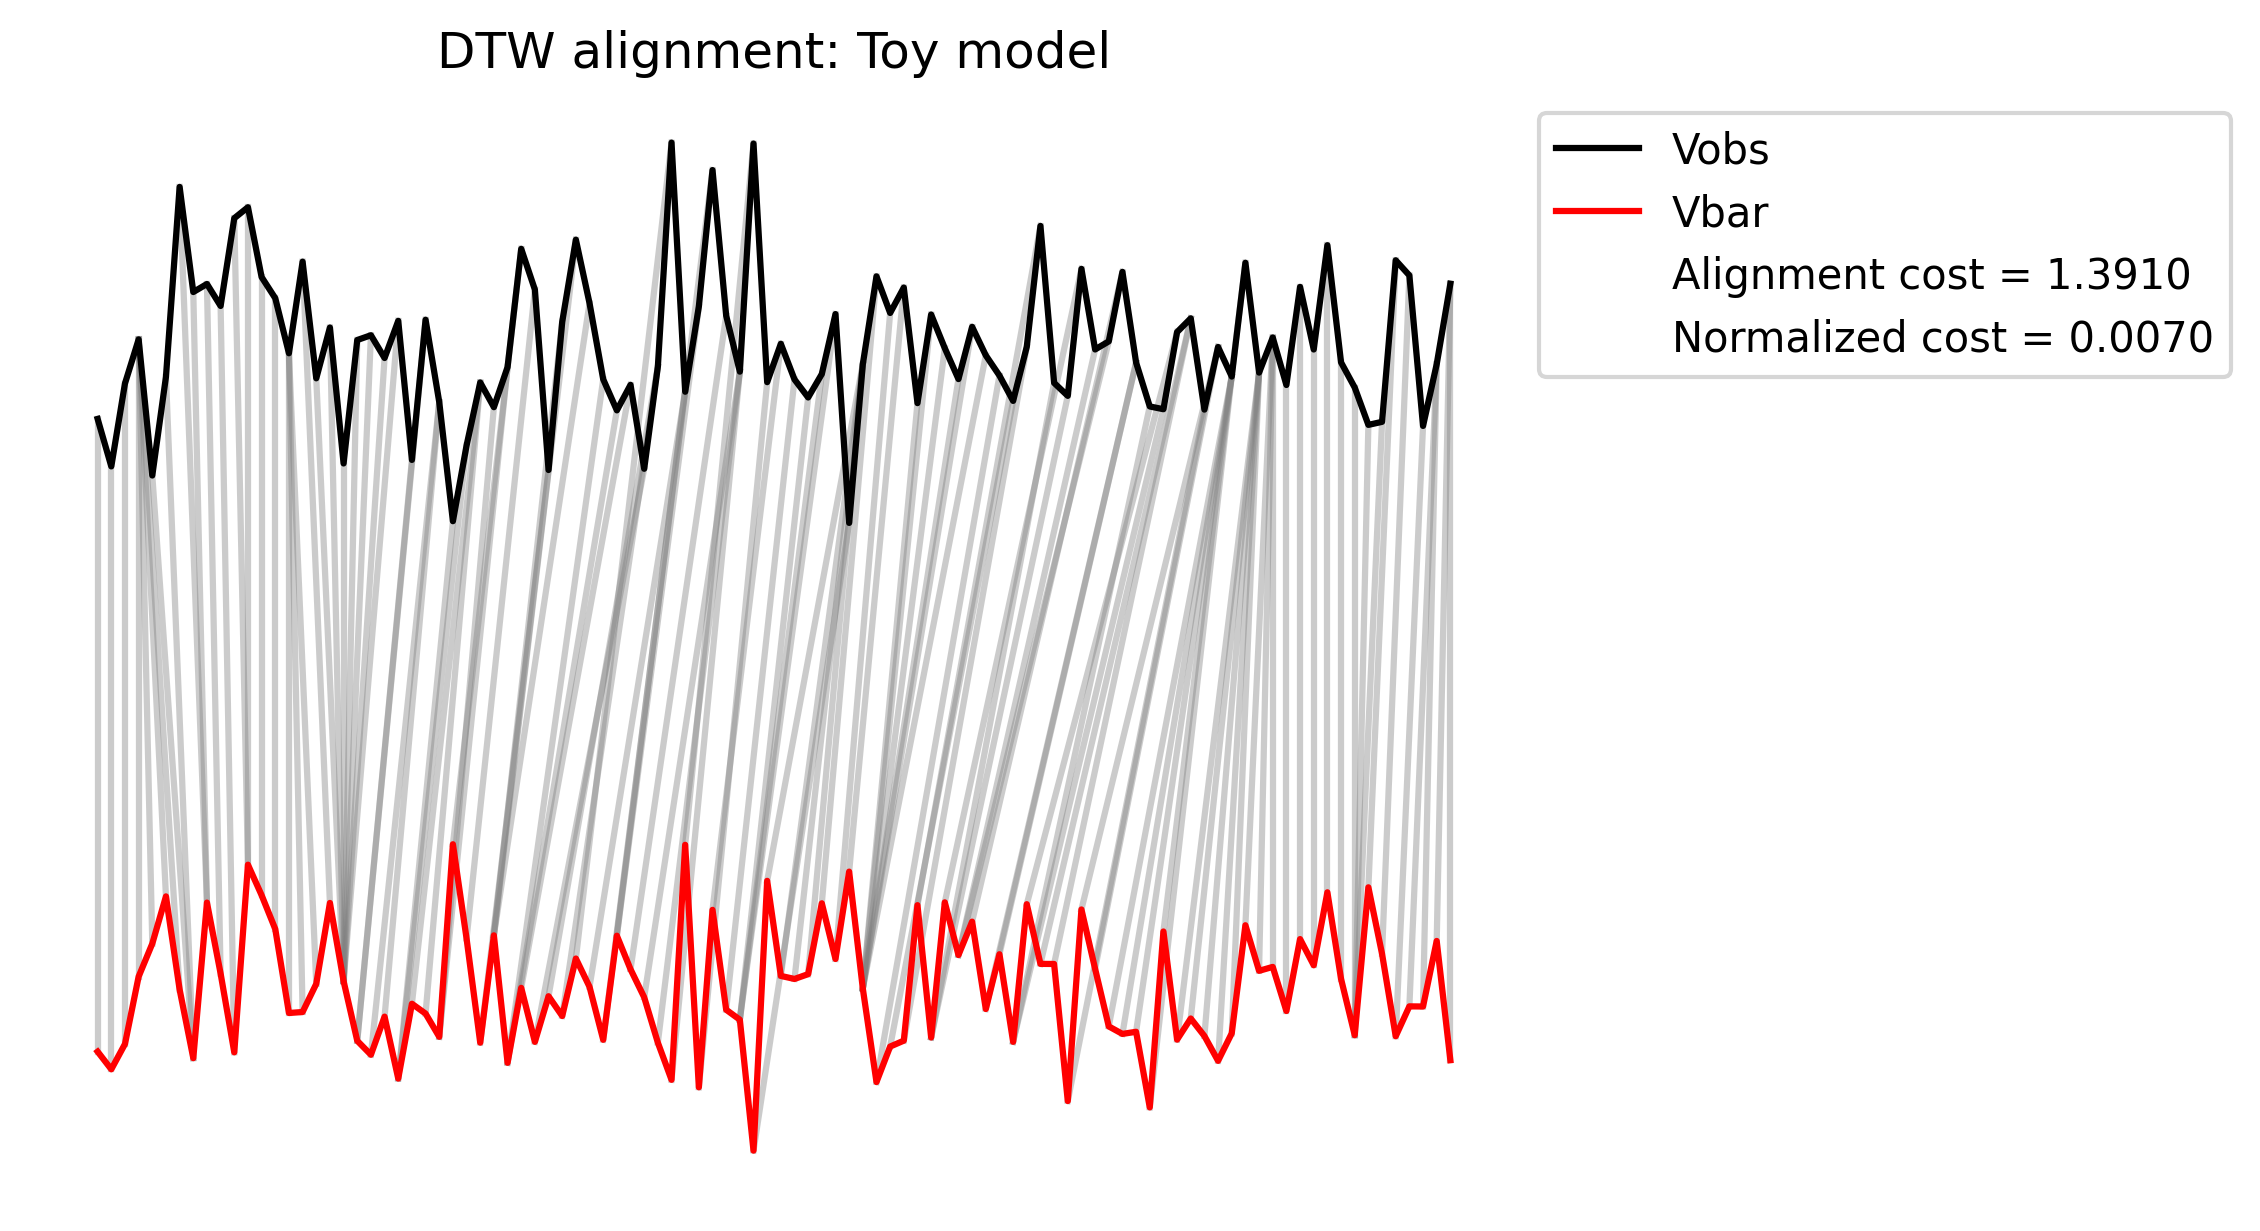 DTW alignment: Toy model
Vobs
Vbar
Alignment cost = 1.3910
Normalized cost = 0.0070